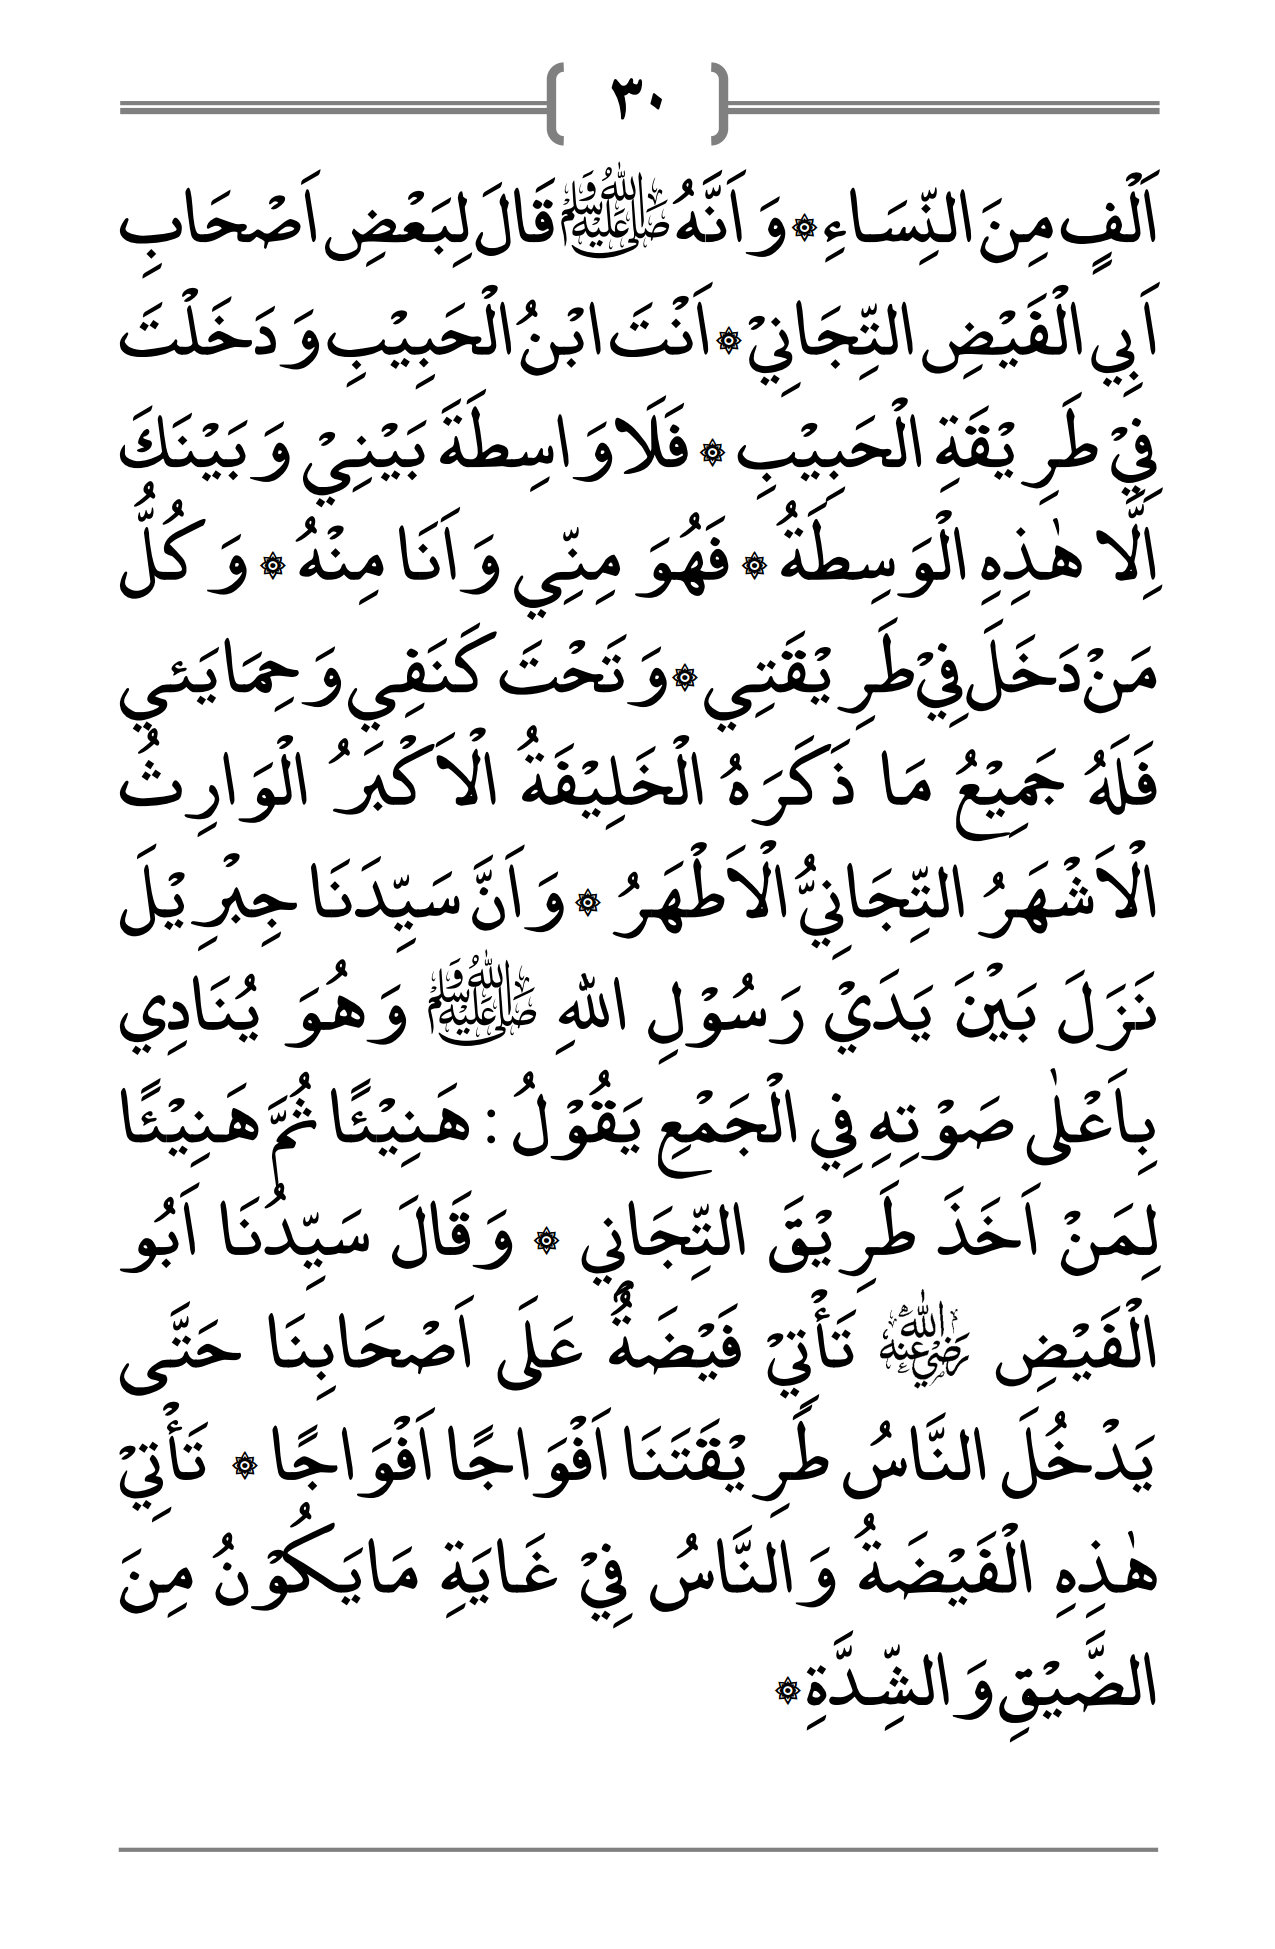 ٣٠
اَلْفٍ مِنَ النِّسَاءِ۞وَاَنَّهُ ﷺ قَالَ لِبَعْضِ اَصْحَابِ
اَبِي الْفَيْضِ التِّجَانِيْ۞اَنْتَ ابْنُ الْحَبِيْبِ وَدَخَلْتَ
فِيْ طَرِيْقَةِ الْحَبِيْبِ ۞ فَلَا وَاسِطَةَ بَيْنِيْ وَبَيْنَكَ
اِلَّا هٰذِهِ الْوَسِطَةُ ۞ فَهُوَ مِنِّي وَاَنَا مِنْهُ ۞ وَكُلُّ
مَنْ دَخَلَ فِيْ طَرِيْقَتِي ۞وَتَحْتَ كَنَفِي وَحِمَايَئِي
فَلَهُ جَمِيْعُ مَا ذَكَرَهُ الْخَلِيْفَةُ الْاَكْبَرُ الْوَارِثُ
الْاَشْهَرُ التِّجَانِيُّ الْاَطْهَرُ ۞ وَاَنَّ سَيِّدَنَا جِبْرِيْلَ
نَزَلَ بَيْنَ يَدَيْ رَسُوْلِ اللهِ ﷺ وَهُوَ يُنَادِي
بِاَعْلٰى صَوْتِهِ فِي الْجَمْعِ يَقُوْلُ : هَنِيْئًا ثُمَّ هَنِيْئًا
لِمَنْ اَخَذَ طَرِيْقَ التِّجَانِي ۞ وَقَالَ سَيِّدُنَا اَبُو
الْفَيْضِ رَضِيَ اللهُ عَنْهُ تَأْتِيْ فَيْضَةٌ عَلَى اَصْحَابِنَا حَتَّى
يَدْخُلَ النَّاسُ طَرِيْقَتَنَا اَفْوَاجًا اَفْوَاجًا ۞ تَأْتِيْ
هٰذِهِ الْفَيْضَةُ وَالنَّاسُ فِيْ غَايَةِ مَايَكُوْنُ مِنَ
الضَّيْقِ وَالشِّدَّةِ۞